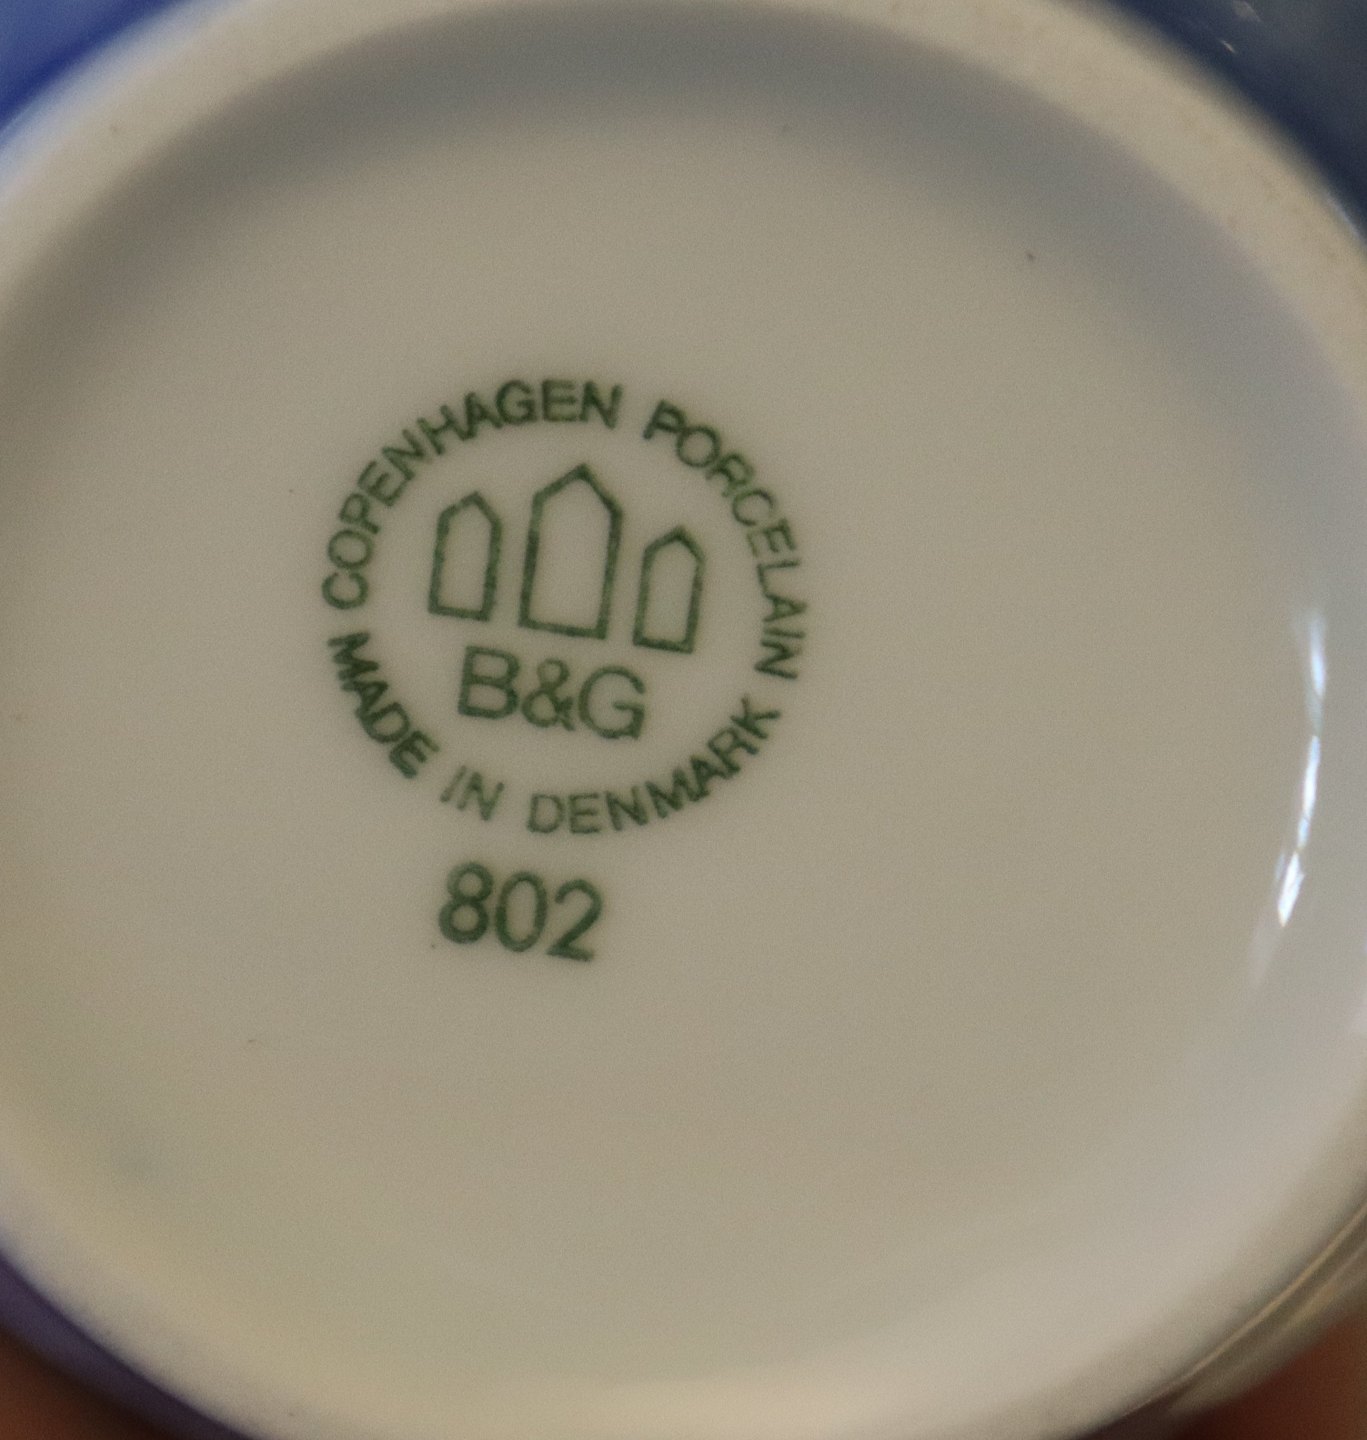 COPENHAGEN PORCELAIN
B&G
MADE IN DENMARK
802